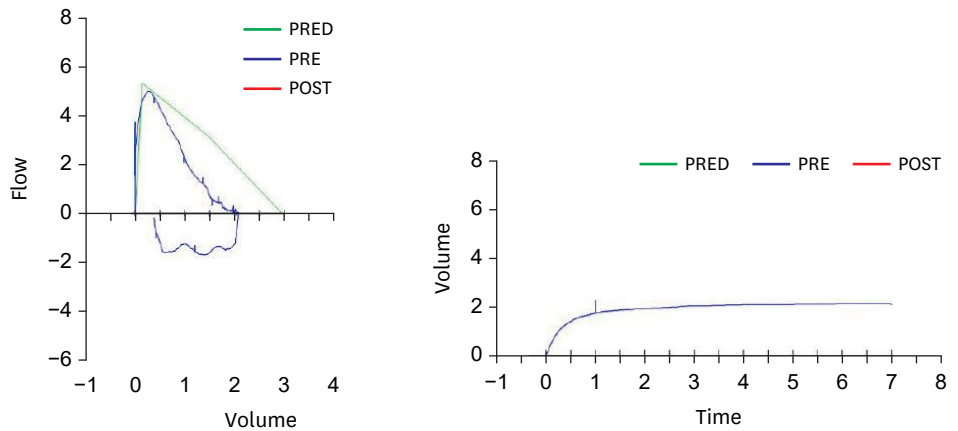 8
6
4
2
0
−2
−4
−6
Flow
PRED
PRE
POST
−1 0 1 2 3 4
Volume
8
6
4
2
0
Volume
PRED PRE POST
−1 0 1 2 3 4 5 6 7 8
Time